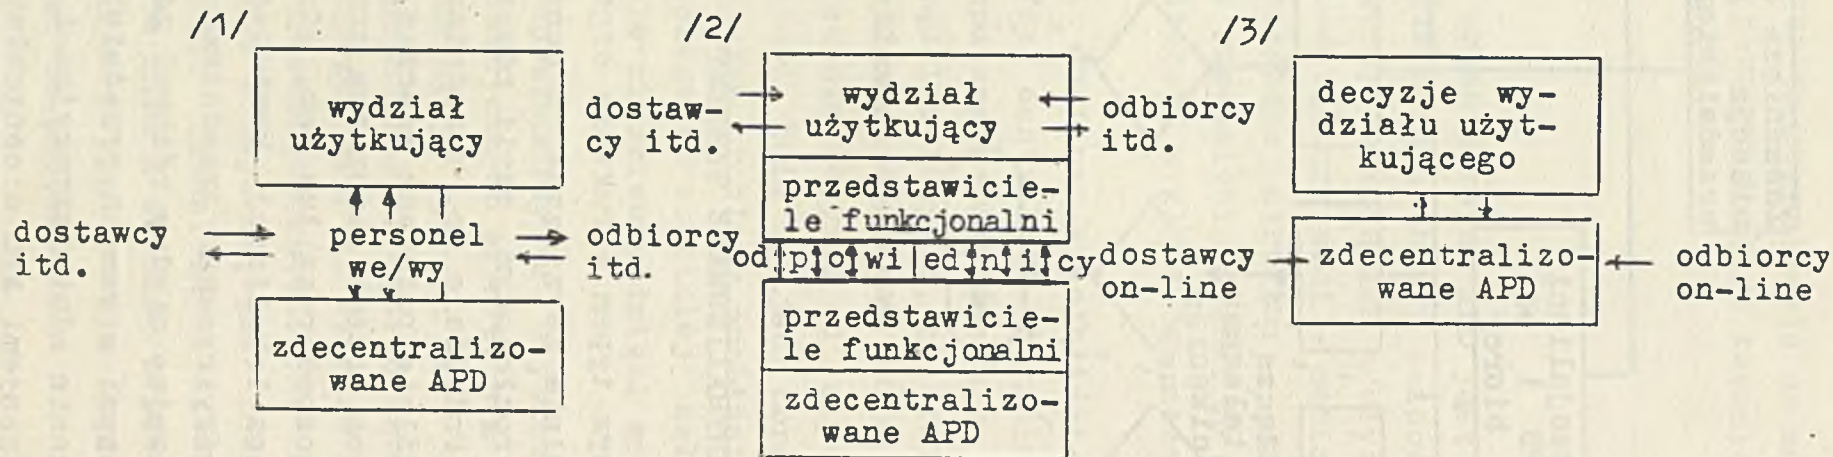 /1/
wydział
użytkujący
dostawcy
itd.
personel
we/wy
odbiorcy
itd.
zdecentralizo-
wane APD
/2/
dostaw-
cy itd.
wydział
użytkujący
odbiorcy
itd.
przedstawicie-
le funkcjonalni
odpowiednicy
przedstawicie-
le funkcjonalni
zdecentralizo-
wane APD
/3/
decyzje wy-
działu użyt-
kującego
dostawcy
on-line
zdecentralizo-
wane APD
odbiorcy
on-line